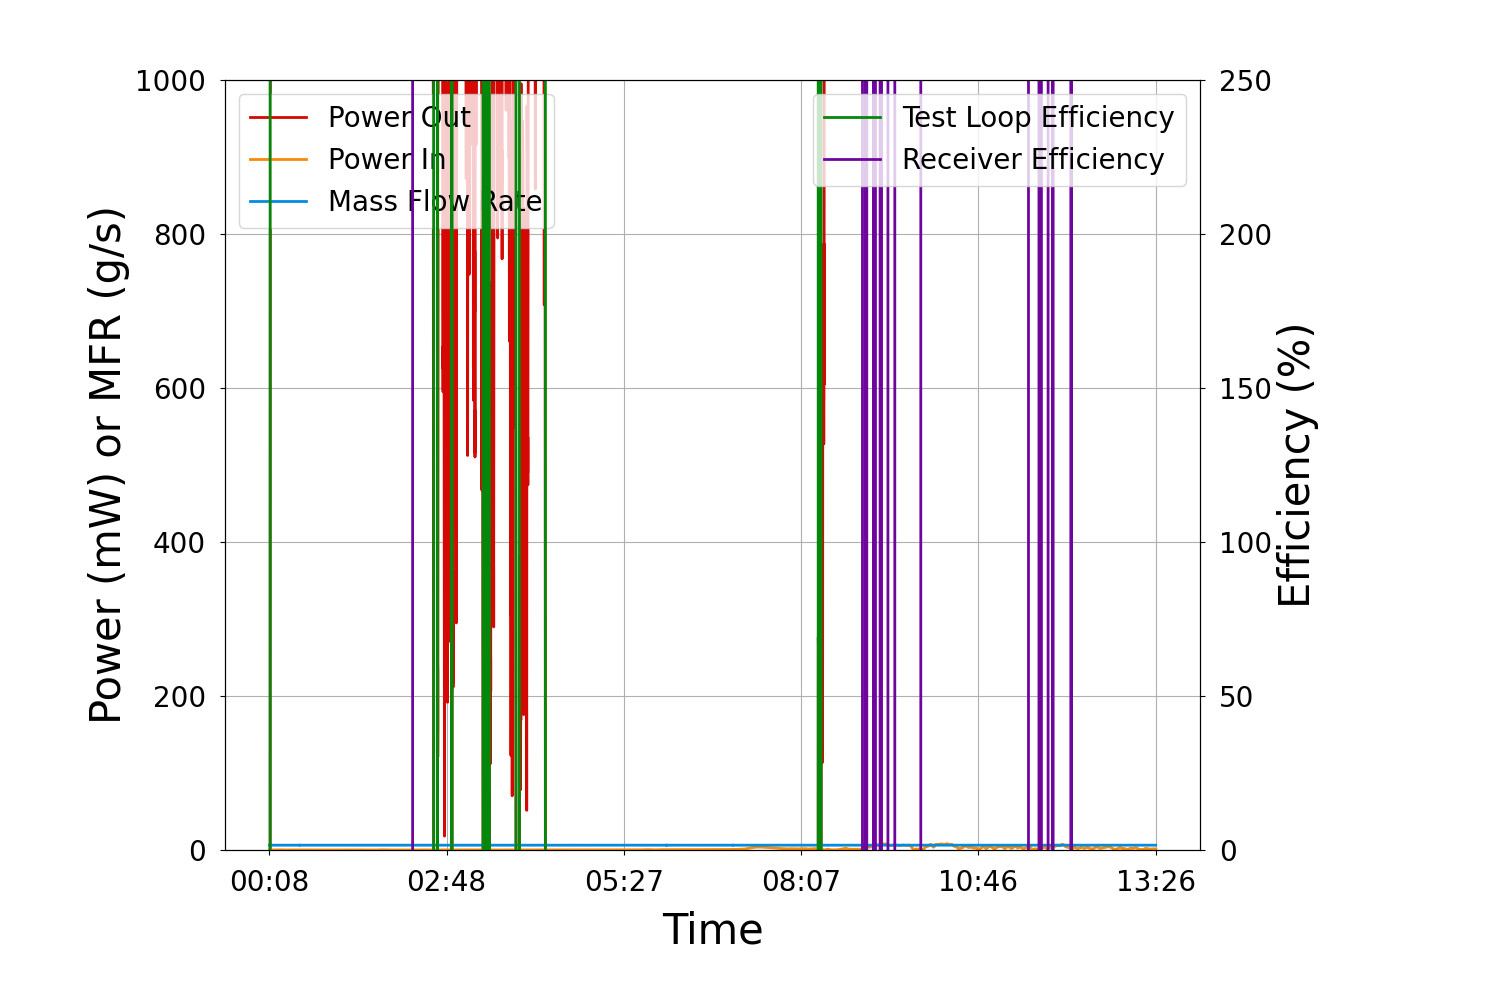 1000
800
600
400
200
0
Power (mW) or MFR (g/s)
Power Out
Power In
Mass Flow Rate
Test Loop Efficiency
Receiver Efficiency
250
200
150
100
50
0
Efficiency (%)
00:08 02:48 05:27 08:07 10:46 13:26
Time